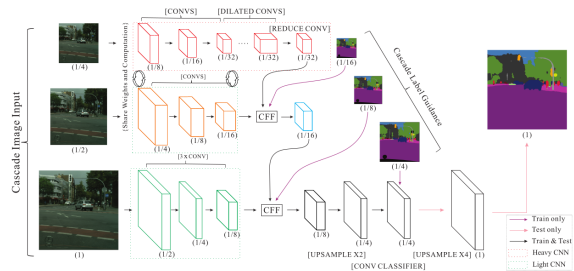 [CONVS]
[DILATED CONVS]
[REDUCE CONV]
(1/4)
(1/8)
(1/16)
(1/32)
(1/32)
(1/32)
(1/16)
Cascade Image Input
[Share Weights and Computation]
[CONVS]
Cascade Label Guidance
(1/2)
(1/4)
(1/8)
(1/16)
CFF
(1/16)
(1/8)
(1)
[3 x CONV]
(1/4)
(1)
(1/2)
(1/4)
(1/8)
CFF
(1/8)
(1/4)
(1/4)
(1)
[UPSAMPLE X2]
[UPSAMPLE X4]
[CONV CLASSIFIER]
Train only
Test only
Train & Test
Heavy CNN
Light CNN